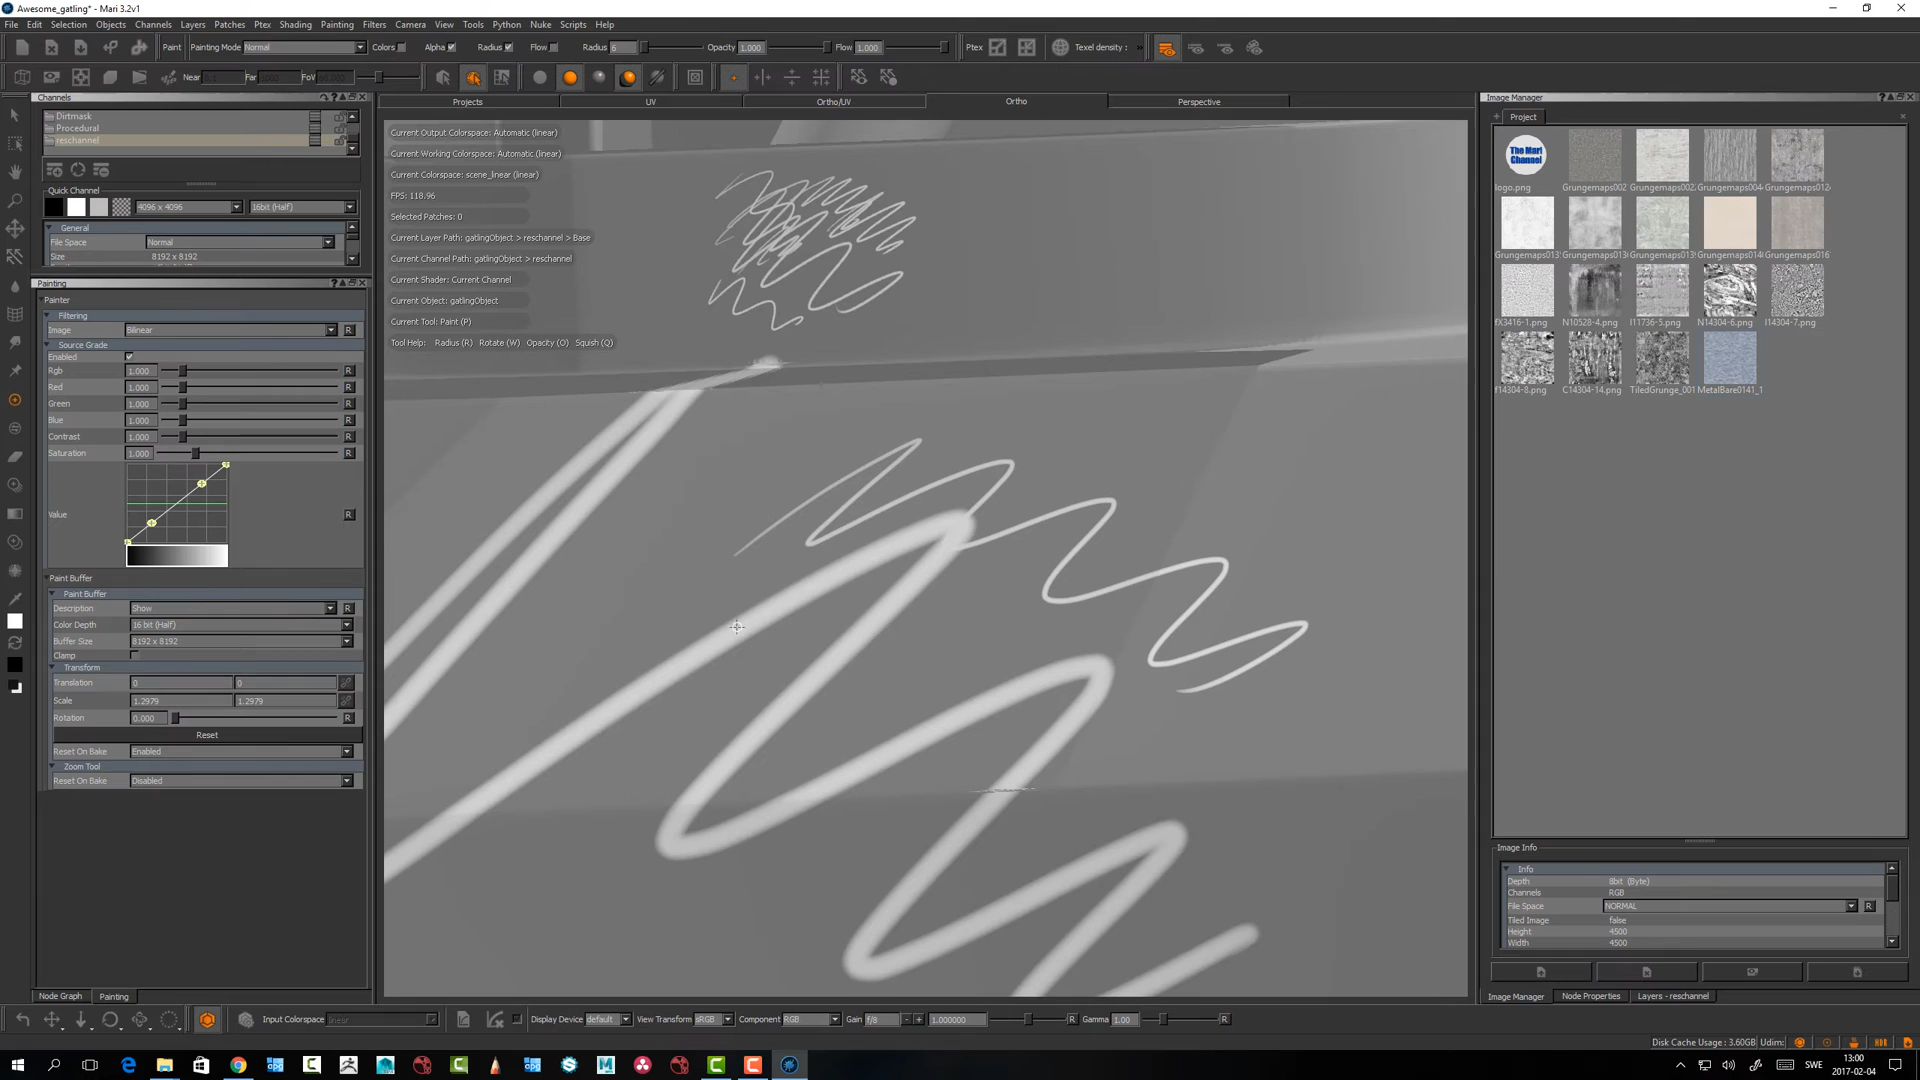 Awesome_gatling* - Mari 3.2v1
File Edit Selection Objects Channels Layers Patches Ptex Shading Painting Filters Camera View Tools Python Nuke Scripts Help
Paint Painting Mode Normal Colors Alpha Radius Flow Radius 6 Opacity 1.000 Flow 1.000 Ptex Texel density : »
Near Far FoV
Channels
Dirtmask
Procedural
reschannel
Quick Channel
4096 x 4096 16bit (Half)
General
File Space Normal
Size 8192 x 8192
Painting
Painter
Filtering
Image Bilinear R
Source Grade
Enabled
Rgb 1.000 R
Red 1.000 R
Green 1.000 R
Blue 1.000 R
Contrast 1.000 R
Saturation 1.000 R
Value R
Paint Buffer
Paint Buffer
Description Show R
Color Depth 16 bit (Half)
Buffer Size 8192 x 8192
Clamp
Transform
Translation 0 0
Scale 1.2979 1.2979
Rotation 0.000 R
Reset
Reset On Bake Enabled
Zoom Tool
Reset On Bake Disabled
Node Graph Painting
Projects UV Ortho/UV Ortho Perspective
Current Output Colorspace: Automatic (linear)
Current Working Colorspace: Automatic (linear)
Current Colorspace: scene_linear (linear)
FPS: 118.96
Selected Patches: 0
Current Layer Path: gatlingObject > reschannel > Base
Current Channel Path: gatlingObject > reschannel
Current Shader: Current Channel
Current Object: gatlingObject
Current Tool: Paint (P)
Tool Help: Radius (R) Rotate (W) Opacity (O) Squish (Q)
Image Manager
Project
The Mari Channel
logo.png Grungemaps002 Grungemaps002 Grungemaps004 Grungemaps012
Grungemaps013 Grungemaps013 Grungemaps013 Grungemaps014 Grungemaps016
fX3416-1.png N10528-4.png I11736-5.png N14304-6.png I14304-7.png
f14304-8.png C14304-14.png TiledGrunge_001 MetalBare0141_1
Image Info
Info
Depth 8bit (Byte)
Channels RGB
File Space NORMAL R
Tiled Image false
Height 4500
Width 4500
Image Manager Node Properties Layers - reschannel
Input Colorspace linear Display Device default View Transform sRGB Component RGB Gain f/8 - + 1.000000 R Gamma 1.00 R
Disk Cache Usage : 3.60GB Udim:
SWE 13:00
2017-02-04